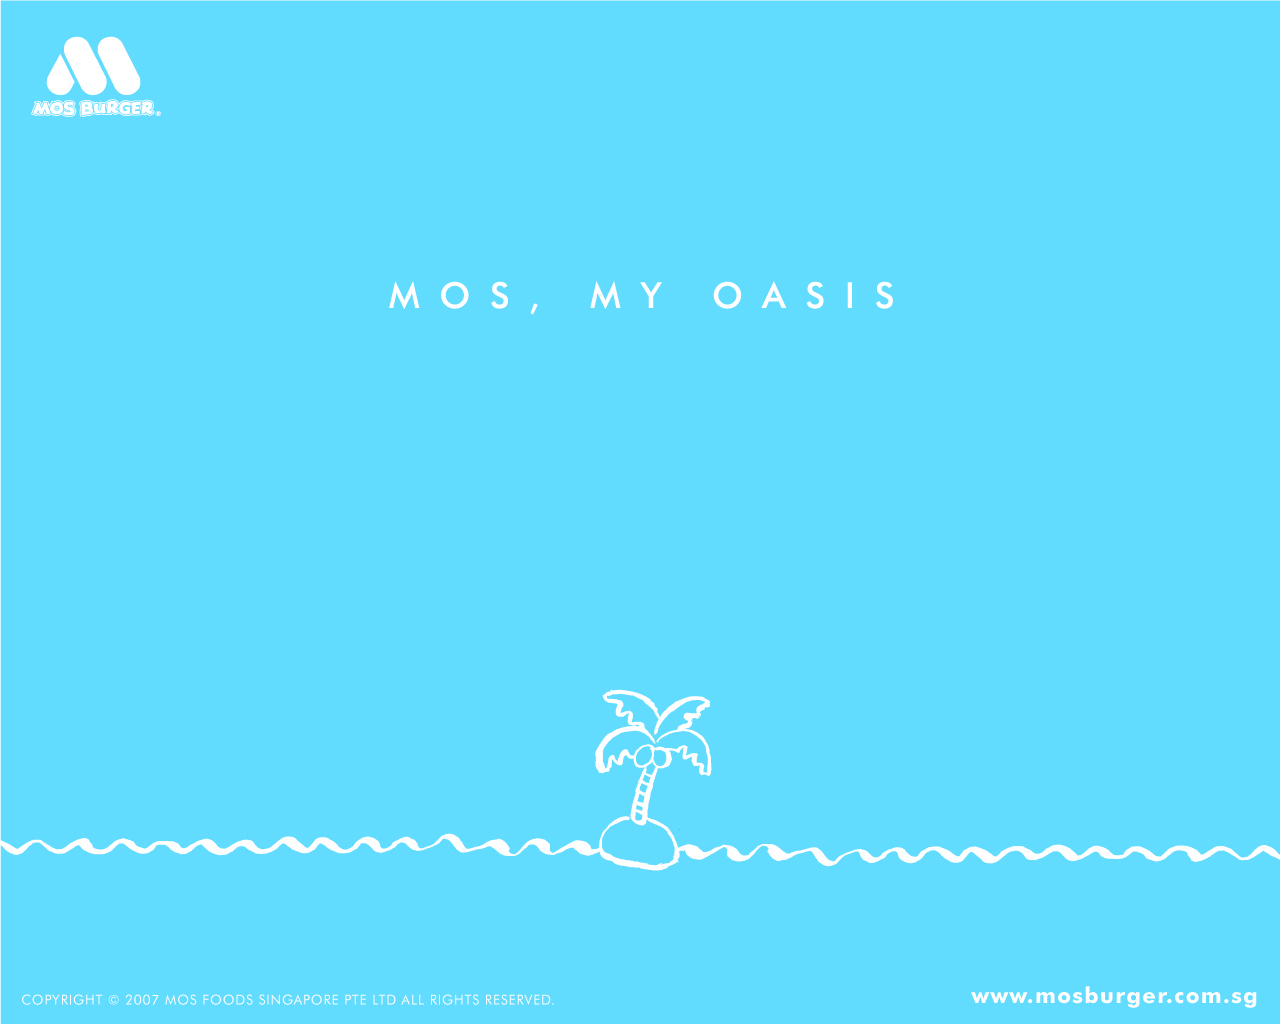 MOS BURGER®
MOS, MY OASIS
COPYRIGHT © 2007 MOS FOODS SINGAPORE PTE LTD ALL RIGHTS RESERVED.
www.mosburger.com.sg